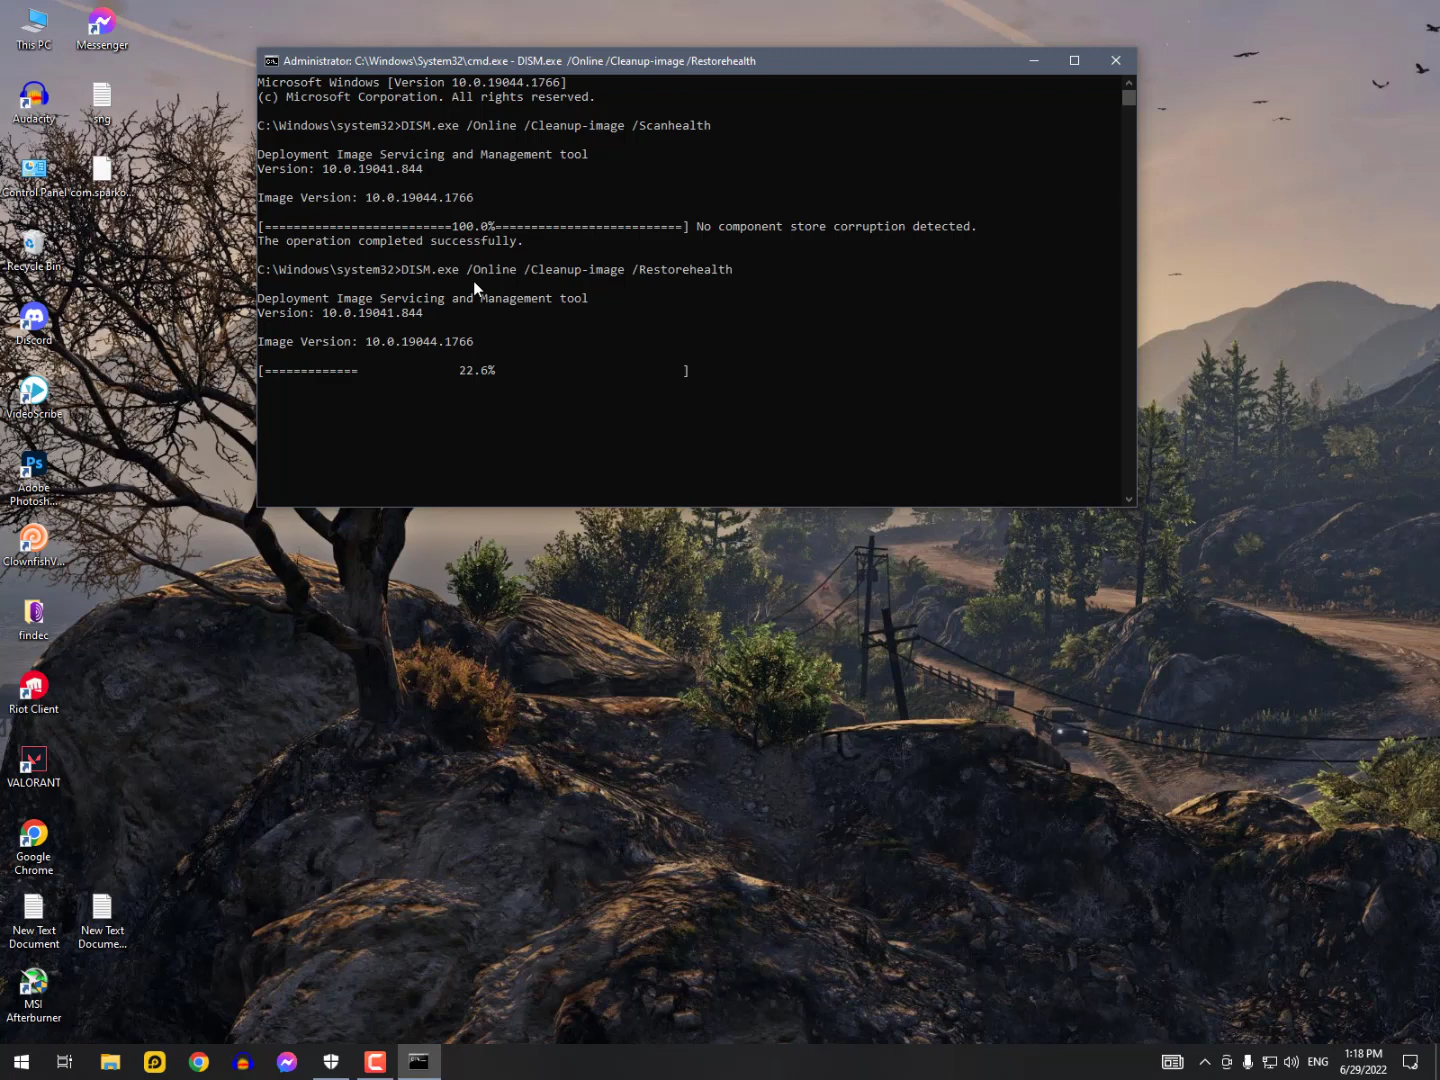 This PC
Messenger
Audacity
sng
Control Panel
com.sparko...
Recycle Bin
Discord
VideoScribe
Ps
Adobe
Photosh...
ClownfishV...
findec
Riot Client
VALORANT
Google
Chrome
New Text
Document
New Text
Docume...
MSI
Afterburner
Administrator: C:\Windows\System32\cmd.exe - DISM.exe /Online /Cleanup-image /Restorehealth
Microsoft Windows [Version 10.0.19044.1766]
(c) Microsoft Corporation. All rights reserved.
C:\Windows\system32>DISM.exe /Online /Cleanup-image /Scanhealth
Deployment Image Servicing and Management tool
Version: 10.0.19041.844
Image Version: 10.0.19044.1766
[==========================100.0%==========================] No component store corruption detected.
The operation completed successfully.
C:\Windows\system32>DISM.exe /Online /Cleanup-image /Restorehealth
Deployment Image Servicing and Management tool
Version: 10.0.19041.844
Image Version: 10.0.19044.1766
[=============              22.6%                          ]
ENG
1:18 PM
6/29/2022